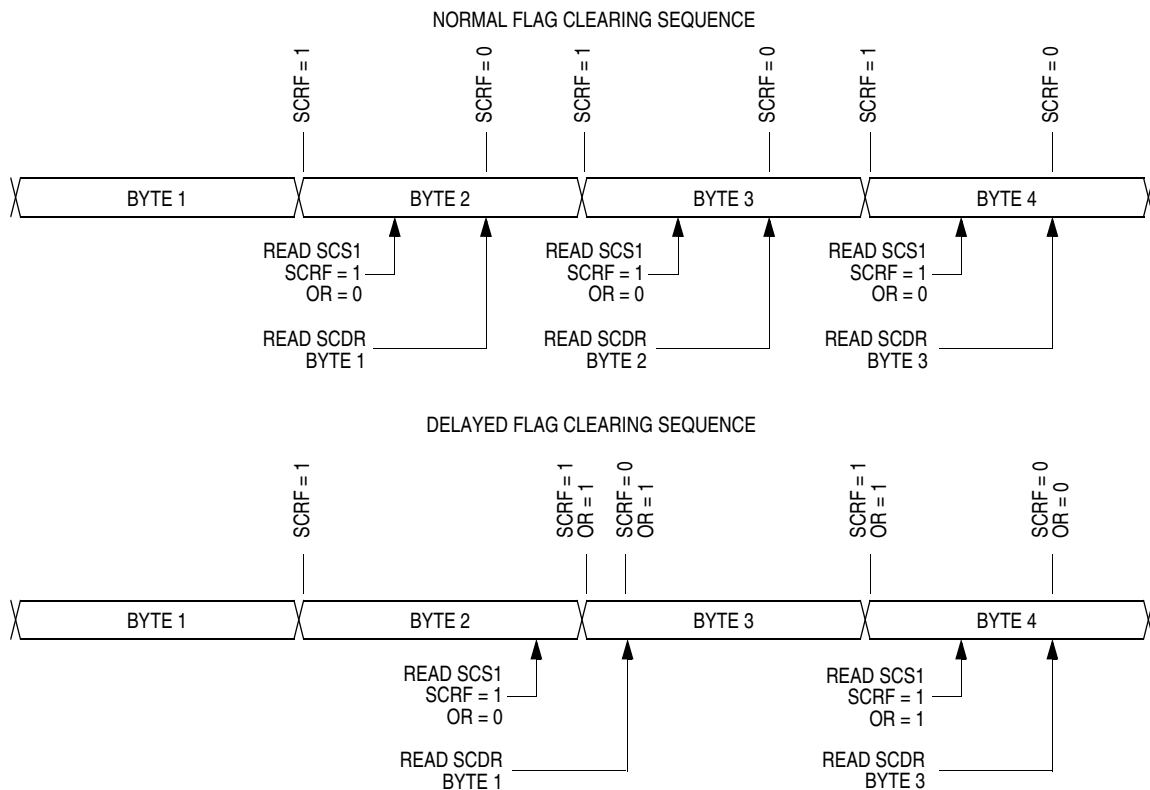 NORMAL FLAG CLEARING SEQUENCE
SCRF = 1
SCRF = 0
SCRF = 1
SCRF = 0
SCRF = 1
SCRF = 0
BYTE 1
BYTE 2
BYTE 3
BYTE 4
READ SCS1
SCRF = 1
OR = 0
READ SCS1
SCRF = 1
OR = 0
READ SCS1
SCRF = 1
OR = 0
READ SCDR
BYTE 1
READ SCDR
BYTE 2
READ SCDR
BYTE 3
DELAYED FLAG CLEARING SEQUENCE
SCRF = 1
SCRF = 1
OR = 1
SCRF = 0
OR = 1
SCRF = 1
OR = 1
SCRF = 0
OR = 0
BYTE 1
BYTE 2
BYTE 3
BYTE 4
READ SCS1
SCRF = 1
OR = 0
READ SCS1
SCRF = 1
OR = 1
READ SCDR
BYTE 1
READ SCDR
BYTE 3